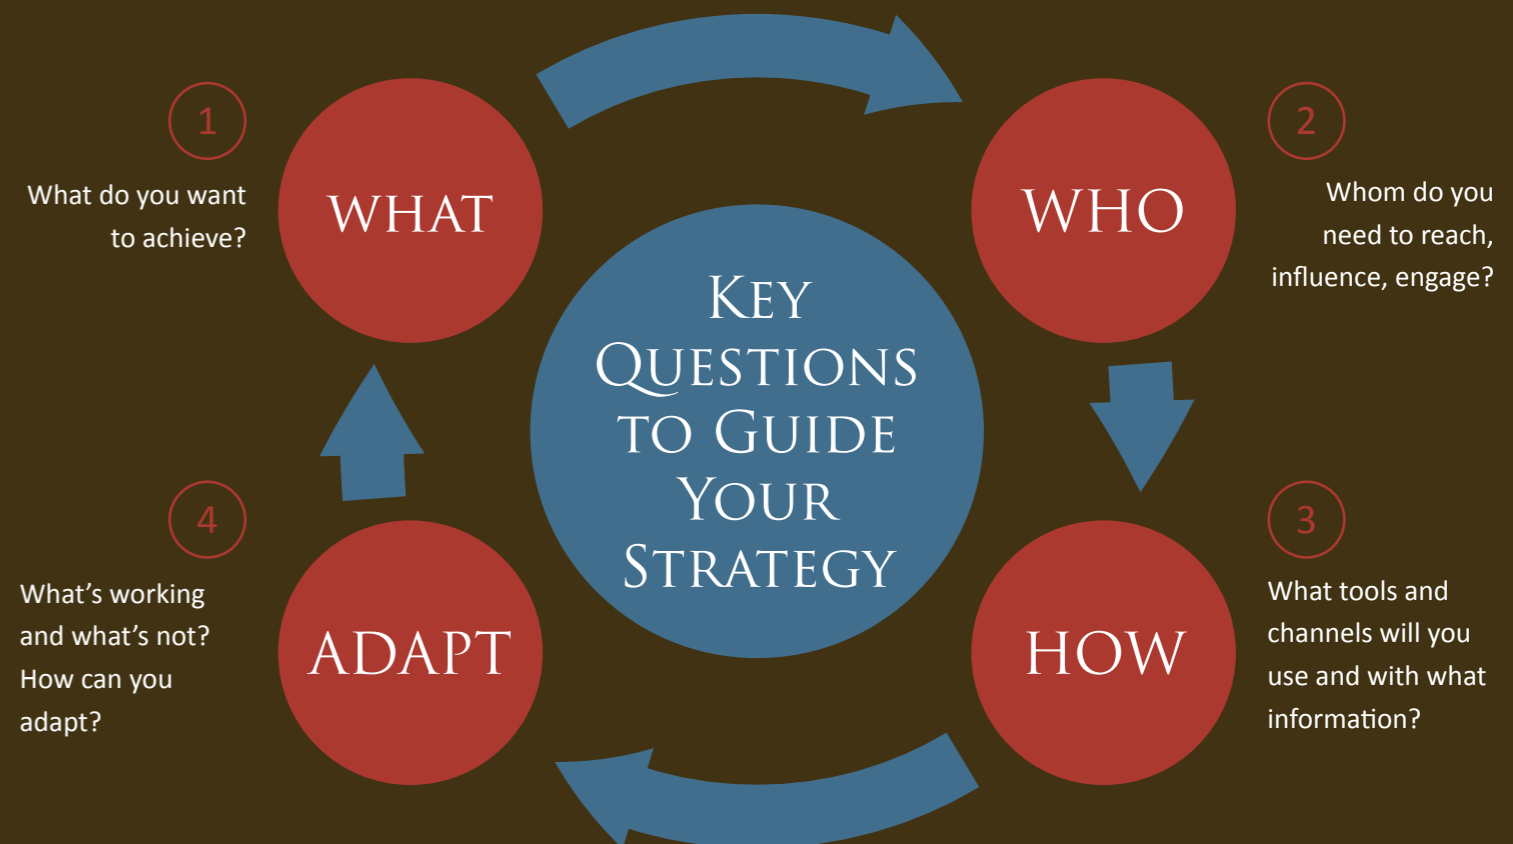 1
What do you want
to achieve?
WHAT
2
Whom do you
need to reach,
influence, engage?
WHO
Key
Questions
to Guide
Your
Strategy
3
What tools and
channels will you
use and with what
information?
HOW
4
What’s working
and what’s not?
How can you
adapt?
ADAPT